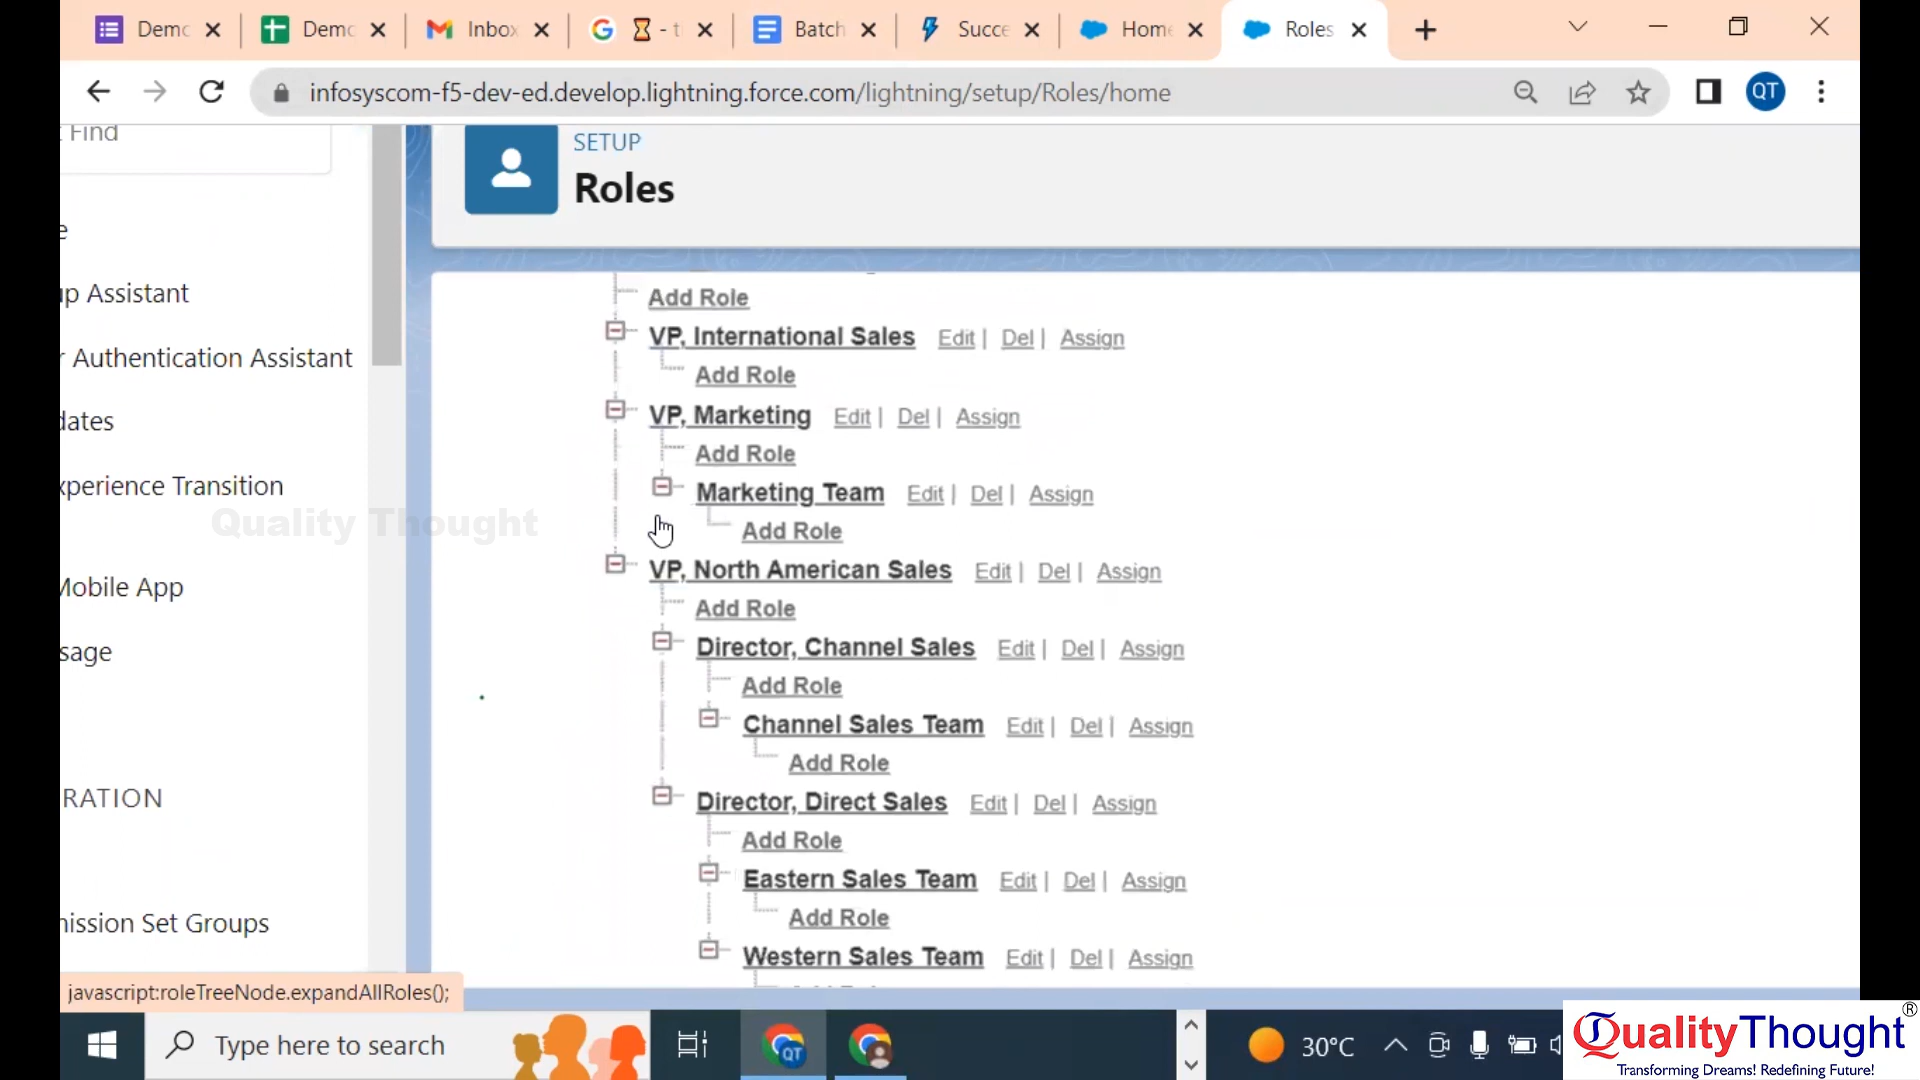 Demo
Demo
Inbox
- ti
Batch
Succe
Home
Roles
infosyscom-f5-dev-ed.develop.lightning.force.com/lightning/setup/Roles/home
QT
t Find
e
up Assistant
r Authentication Assistant
dates
xperience Transition
Mobile App
sage
RATION
nission Set Groups
SETUP
Roles
Add Role
VP, International Sales Edit | Del | Assign
Add Role
VP, Marketing Edit | Del | Assign
Add Role
Marketing Team Edit | Del | Assign
Add Role
VP, North American Sales Edit | Del | Assign
Add Role
Director, Channel Sales Edit | Del | Assign
Add Role
Channel Sales Team Edit | Del | Assign
Add Role
Director, Direct Sales Edit | Del | Assign
Add Role
Eastern Sales Team Edit | Del | Assign
Add Role
Western Sales Team Edit | Del | Assign
Quality Thought
javascript:roleTreeNode.expandAllRoles();
Type here to search
QT
30°C
QualityThought®
Transforming Dreams! Redefining Future!